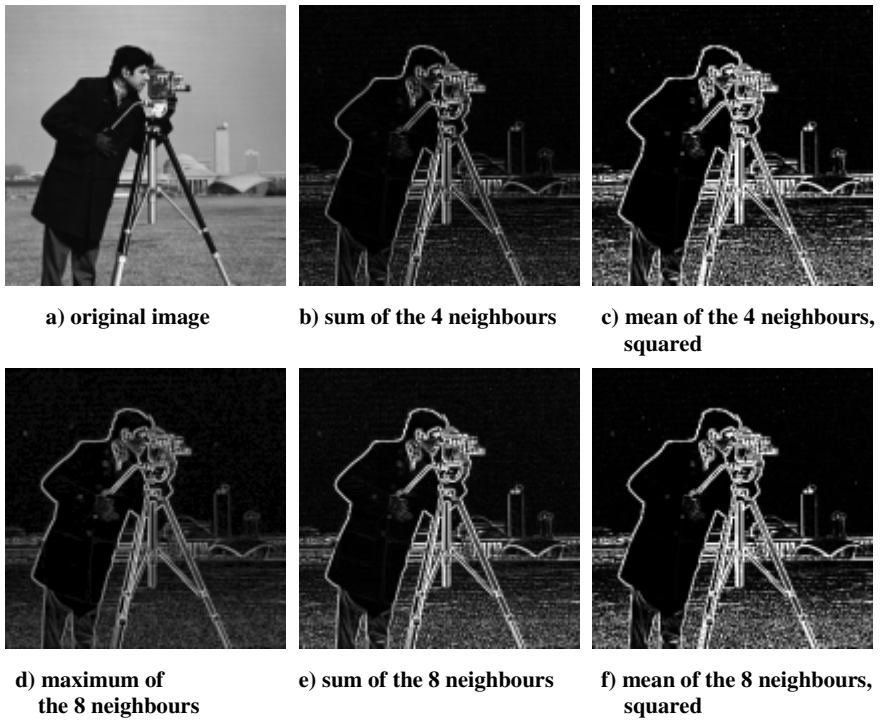 a) original image
b) sum of the 4 neighbours
c) mean of the 4 neighbours,
squared
d) maximum of
the 8 neighbours
e) sum of the 8 neighbours
f) mean of the 8 neighbours,
squared